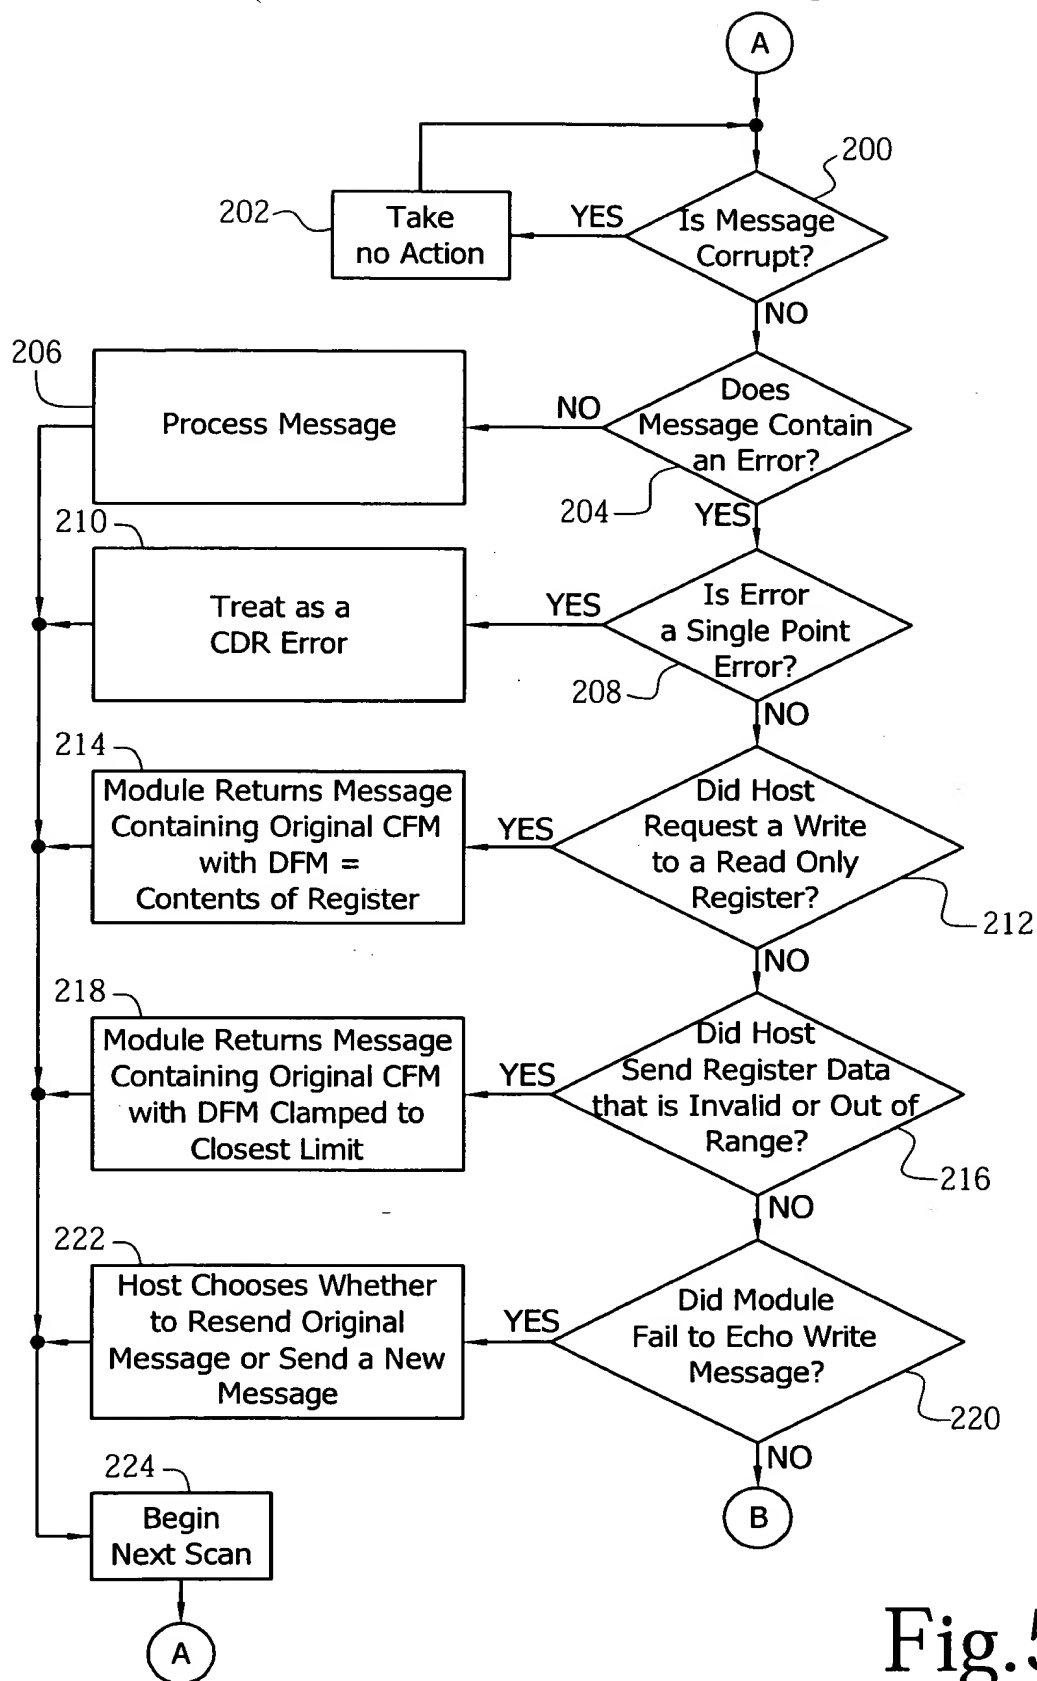 A
200
202
Take
no Action
YES
Is Message
Corrupt?
NO
206
Process Message
NO
Does
Message Contain
an Error?
204
YES
210
Treat as a
CDR Error
YES
Is Error
a Single Point
Error?
208
NO
214
Module Returns Message
Containing Original CFM
with DFM =
Contents of Register
YES
Did Host
Request a Write
to a Read Only
Register?
212
NO
218
Module Returns Message
Containing Original CFM
with DFM Clamped to
Closest Limit
YES
Did Host
Send Register Data
that is Invalid or Out of
Range?
216
NO
222
Host Chooses Whether
to Resend Original
Message or Send a New
Message
YES
Did Module
Fail to Echo Write
Message?
220
NO
224
Begin
Next Scan
B
A
Fig.5